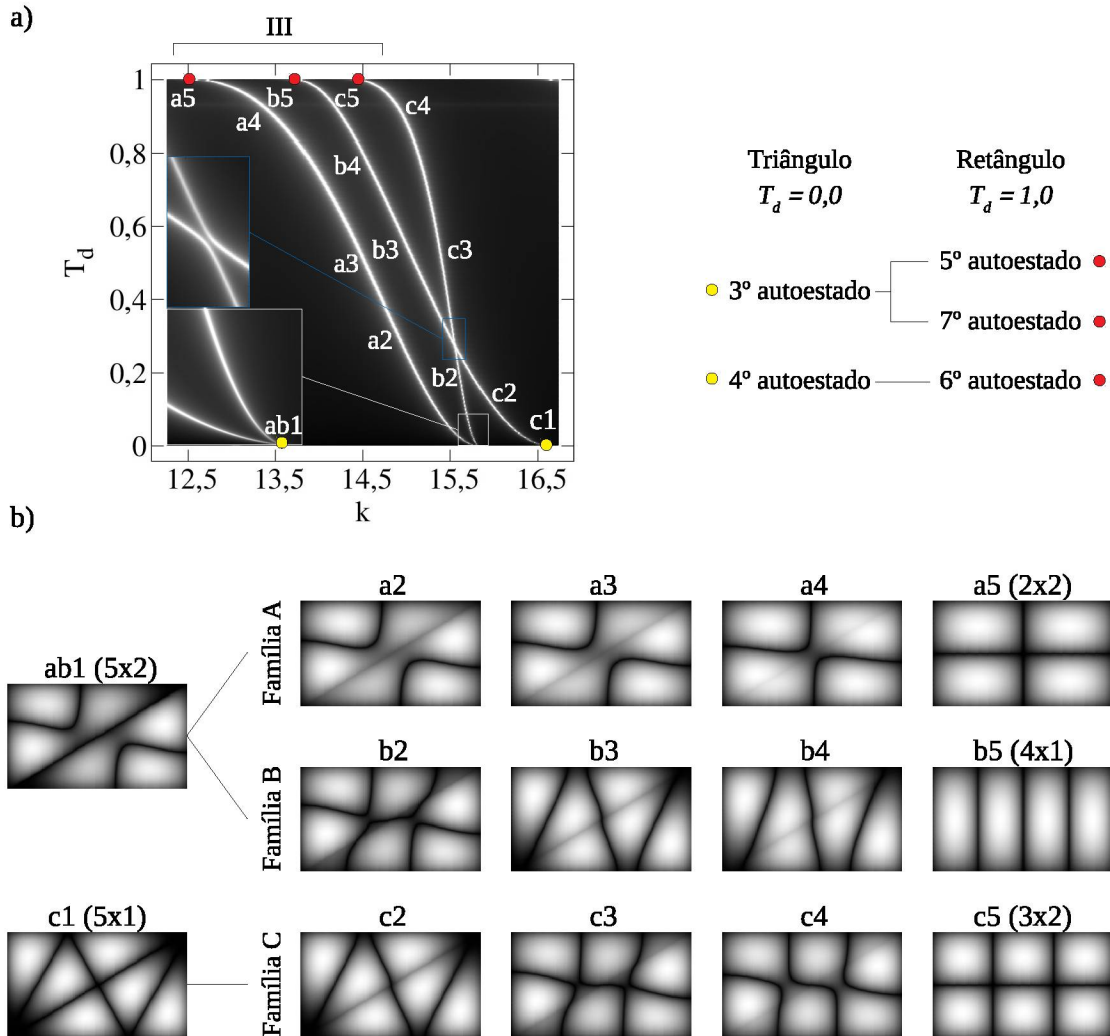 a)
III
1
0,8
0,6
0,4
0,2
0
T_d
a5
b5
c5
c4
a4
b4
b3
c3
a3
a2
b2
c2
ab1
c1
12,5 13,5 14,5 15,5 16,5
k
Triângulo
T_d = 0,0
Retângulo
T_d = 1,0
3º autoestado
5º autoestado
7º autoestado
4º autoestado
6º autoestado
b)
ab1 (5x2)
Família A
a2 a3 a4 a5 (2x2)
Família B
b2 b3 b4 b5 (4x1)
c1 (5x1)
Família C
c2 c3 c4 c5 (3x2)